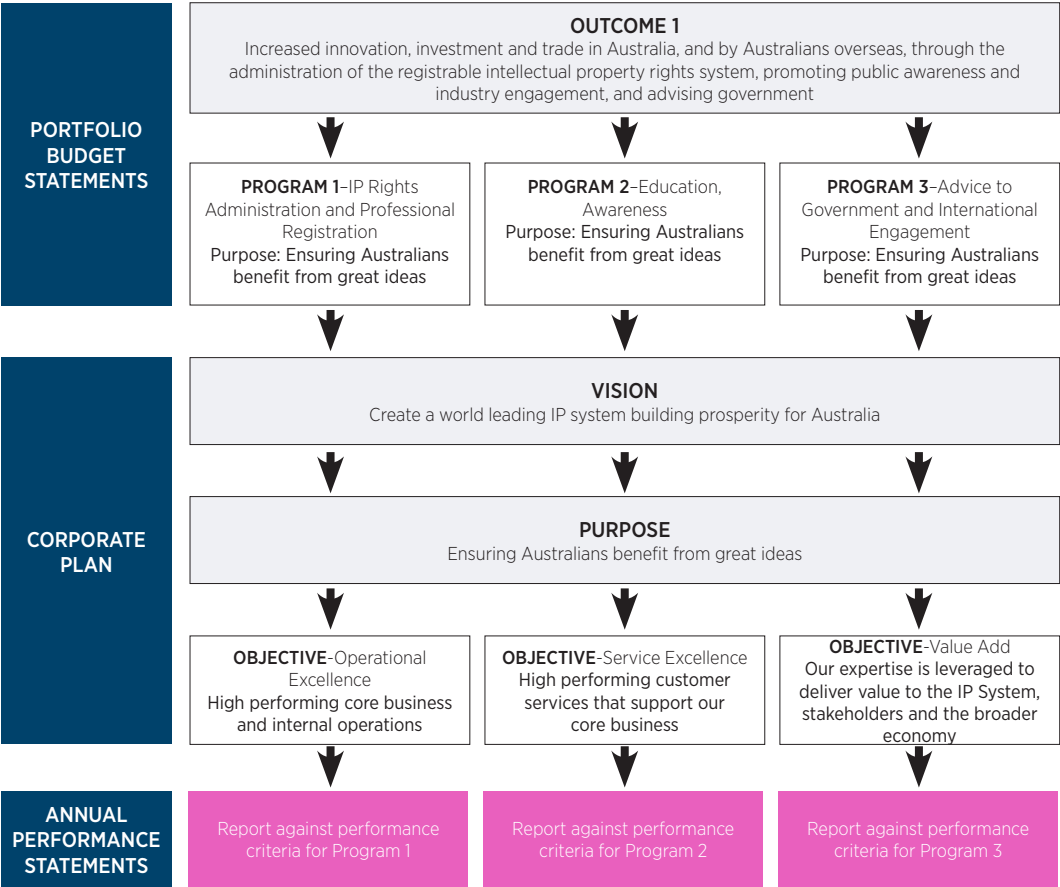 PORTFOLIO
BUDGET
STATEMENTS
OUTCOME 1
Increased innovation, investment and trade in Australia, and by Australians overseas, through the
administration of the registrable intellectual property rights system, promoting public awareness and
industry engagement, and advising government
PROGRAM 1–IP Rights
Administration and Professional
Registration
Purpose: Ensuring Australians
benefit from great ideas
PROGRAM 2–Education,
Awareness
Purpose: Ensuring Australians
benefit from great ideas
PROGRAM 3–Advice to
Government and International
Engagement
Purpose: Ensuring Australians
benefit from great ideas
CORPORATE
PLAN
VISION
Create a world leading IP system building prosperity for Australia
PURPOSE
Ensuring Australians benefit from great ideas
OBJECTIVE-Operational
Excellence
High performing core business
and internal operations
OBJECTIVE-Service Excellence
High performing customer
services that support our
core business
OBJECTIVE-Value Add
Our expertise is leveraged to
deliver value to the IP System,
stakeholders and the broader
economy
ANNUAL
PERFORMANCE
STATEMENTS
Report against performance
criteria for Program 1
Report against performance
criteria for Program 2
Report against performance
criteria for Program 3